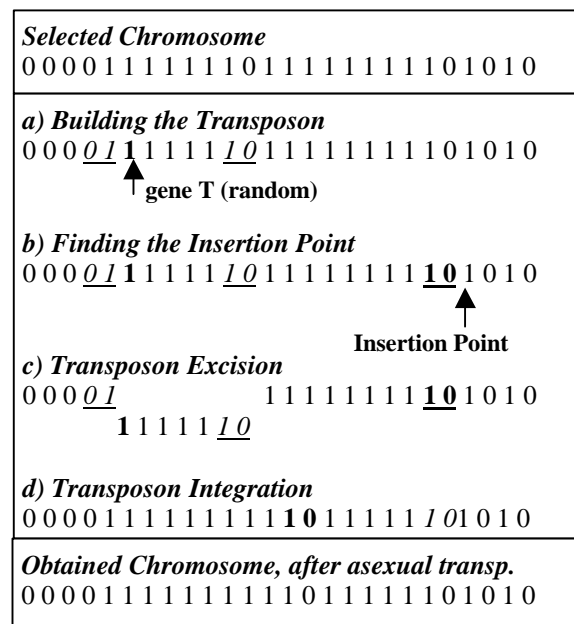 Selected Chromosome
0 0 0 0 1 1 1 1 1 1 1 0 1 1 1 1 1 1 1 1 1 0 1 0 1 0
a) Building the Transposon
0 0 0 0 1 1 1 1 1 1 1 0 1 1 1 1 1 1 1 1 1 0 1 0 1 0
gene T (random)
b) Finding the Insertion Point
0 0 0 0 1 1 1 1 1 1 1 0 1 1 1 1 1 1 1 1 1 0 1 0 1 0
Insertion Point
c) Transposon Excision
0 0 0 0 1 1 1 1 1 1 1 1 1 1 0 1 0 1 0
1 1 1 1 1 1 0
d) Transposon Integration
0 0 0 0 1 1 1 1 1 1 1 1 1 1 0 1 1 1 1 1 1 0 1 0 1 0
Obtained Chromosome, after asexual transp.
0 0 0 0 1 1 1 1 1 1 1 1 1 1 0 1 1 1 1 1 1 0 1 0 1 0